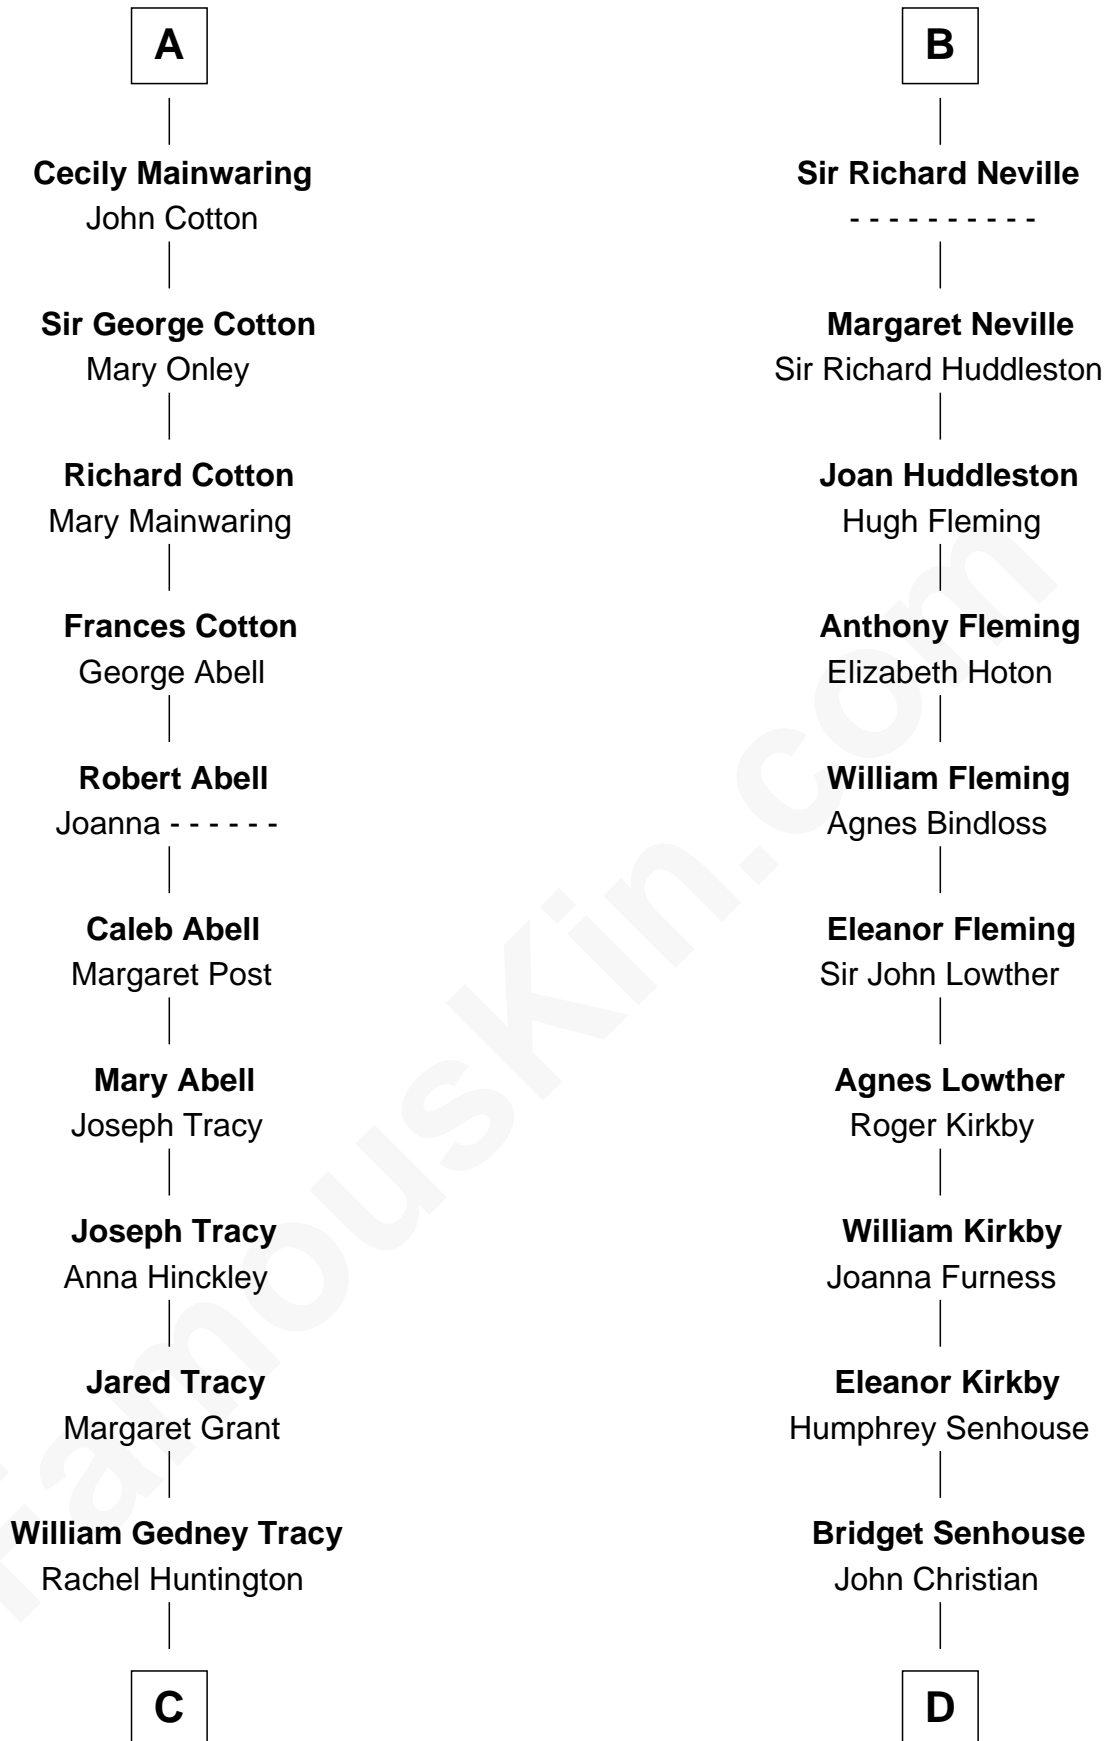 A
Cecily Mainwaring
John Cotton
Sir George Cotton
Mary Onley
Richard Cotton
Mary Mainwaring
Frances Cotton
George Abell
Robert Abell
Joanna - - - - - -
Caleb Abell
Margaret Post
Mary Abell
Joseph Tracy
Joseph Tracy
Anna Hinckley
Jared Tracy
Margaret Grant
William Gedney Tracy
Rachel Huntington
C
B
Sir Richard Neville
- - - - - - - - - -
Margaret Neville
Sir Richard Huddleston
Joan Huddleston
Hugh Fleming
Anthony Fleming
Elizabeth Hoton
William Fleming
Agnes Bindloss
Eleanor Fleming
Sir John Lowther
Agnes Lowther
Roger Kirkby
William Kirkby
Joanna Furness
Eleanor Kirkby
Humphrey Senhouse
Bridget Senhouse
John Christian
D
FamousKin.com